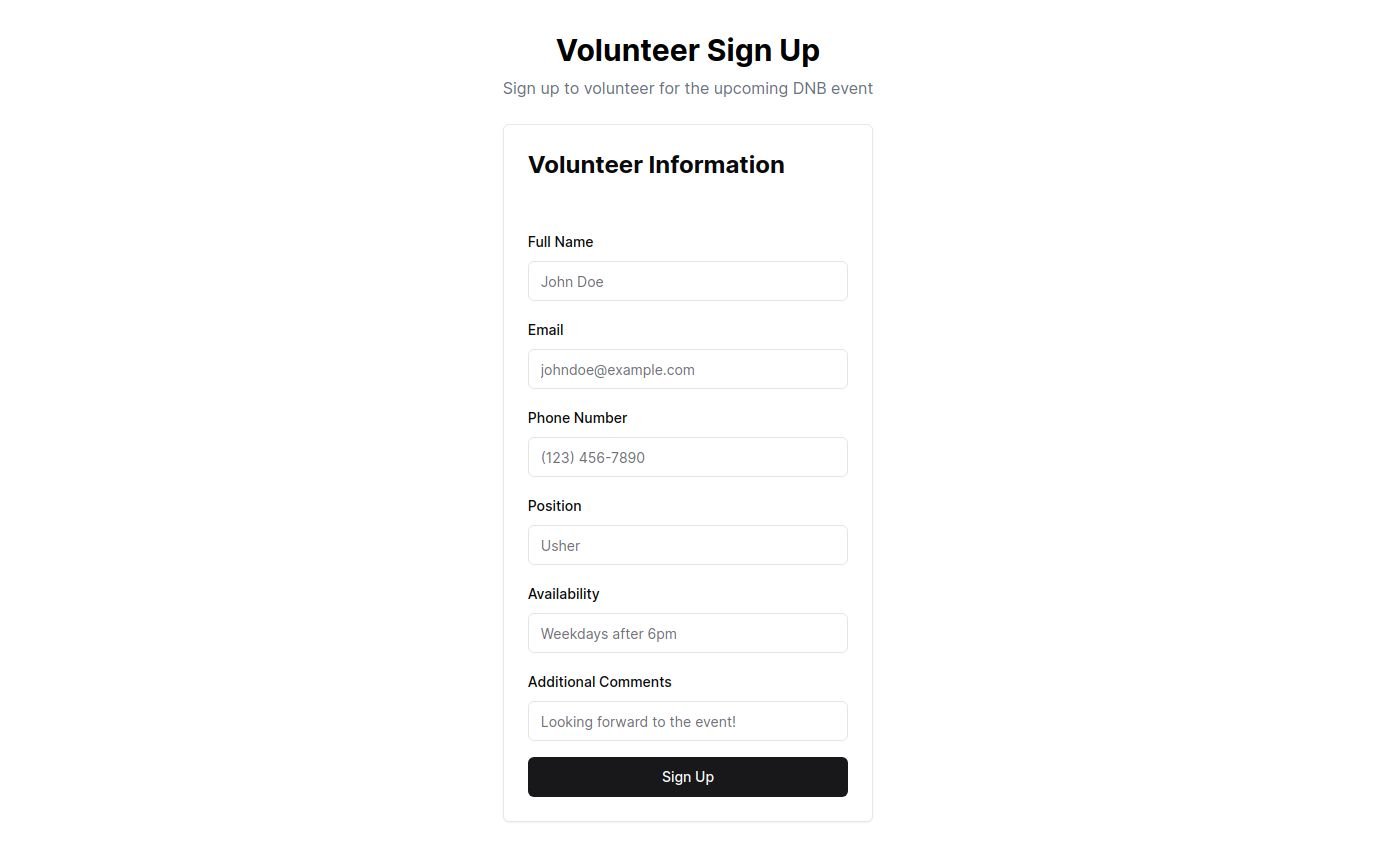 Volunteer Sign Up
Sign up to volunteer for the upcoming DNB event
Volunteer Information
Full Name
John Doe
Email
johndoe@example.com
Phone Number
(123) 456-7890
Position
Usher
Availability
Weekdays after 6pm
Additional Comments
Looking forward to the event!
Sign Up